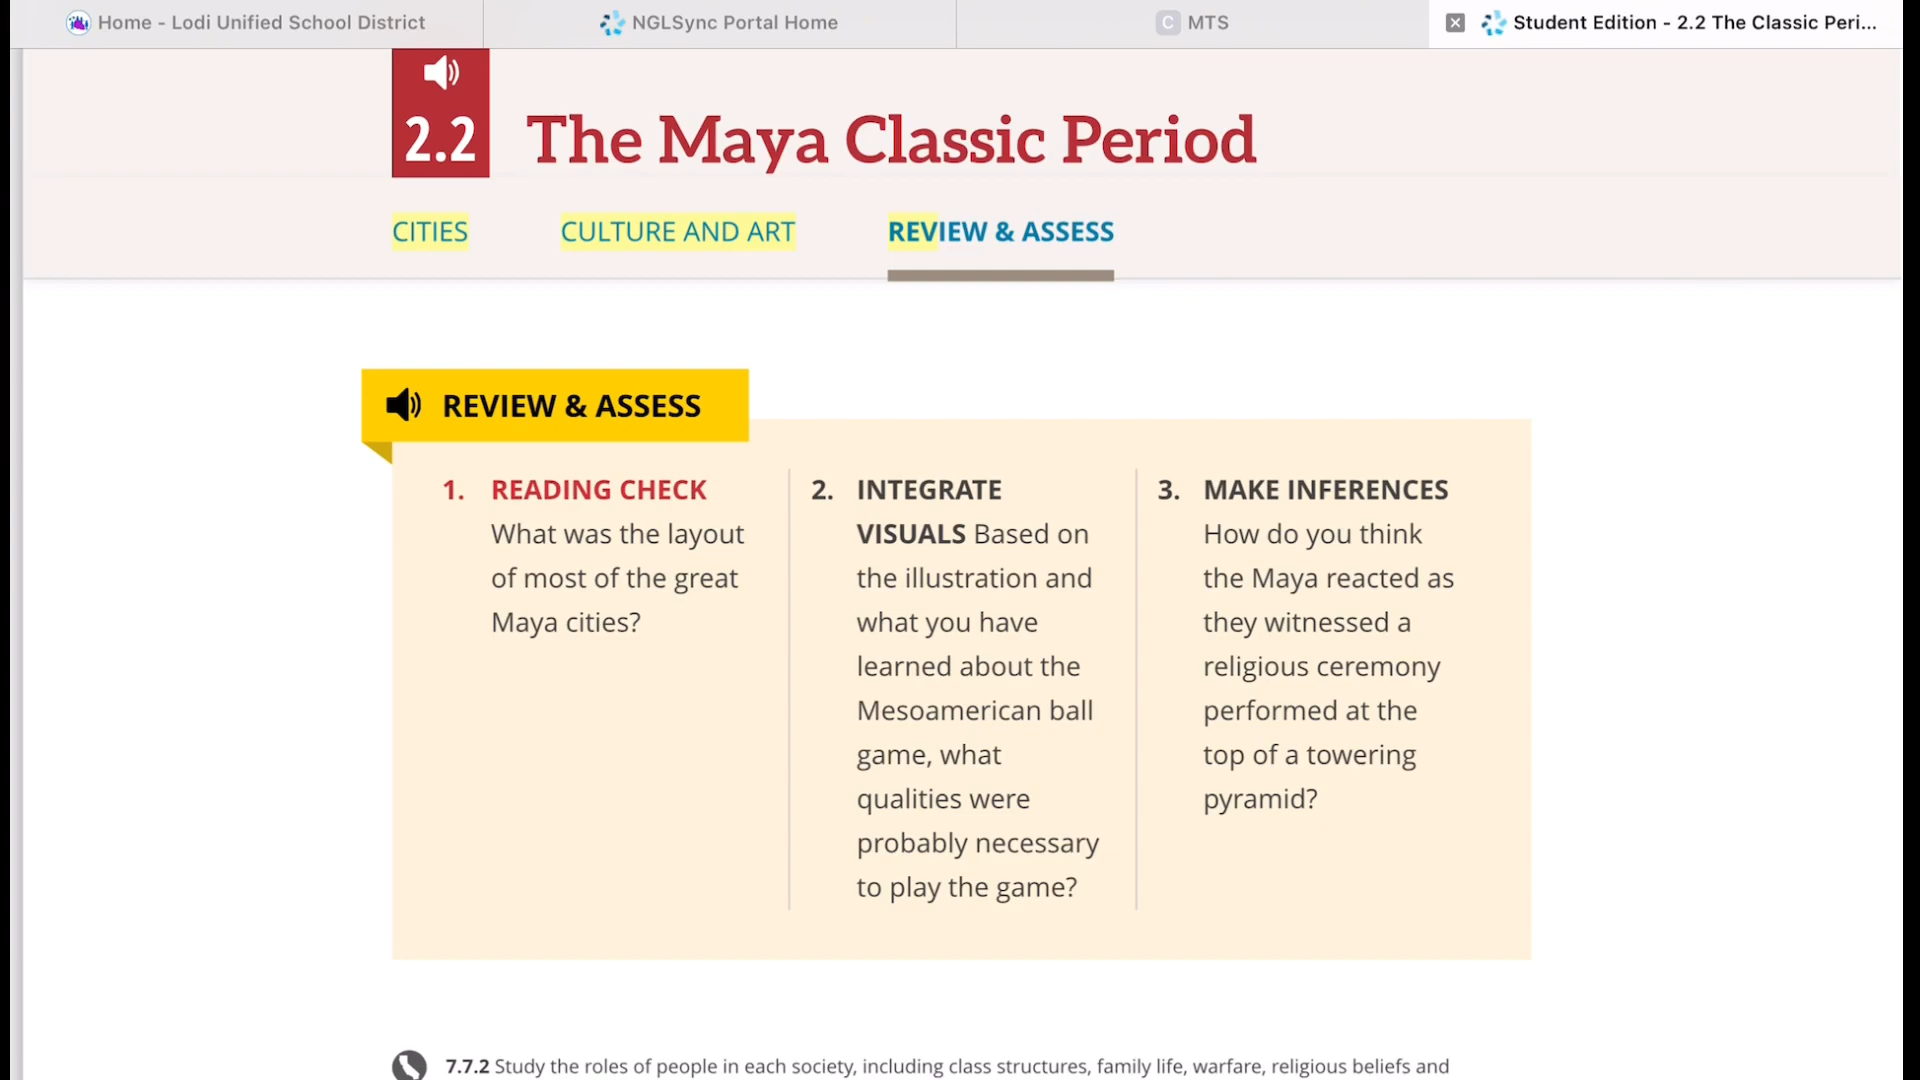 Home - Lodi Unified School District
NGLSync Portal Home
C MTS
Student Edition - 2.2 The Classic Peri...
2.2 The Maya Classic Period
CITIES
CULTURE AND ART
REVIEW & ASSESS
REVIEW & ASSESS
1. READING CHECK
What was the layout
of most of the great
Maya cities?
2. INTEGRATE
VISUALS Based on
the illustration and
what you have
learned about the
Mesoamerican ball
game, what
qualities were
probably necessary
to play the game?
3. MAKE INFERENCES
How do you think
the Maya reacted as
they witnessed a
religious ceremony
performed at the
top of a towering
pyramid?
7.7.2 Study the roles of people in each society, including class structures, family life, warfare, religious beliefs and